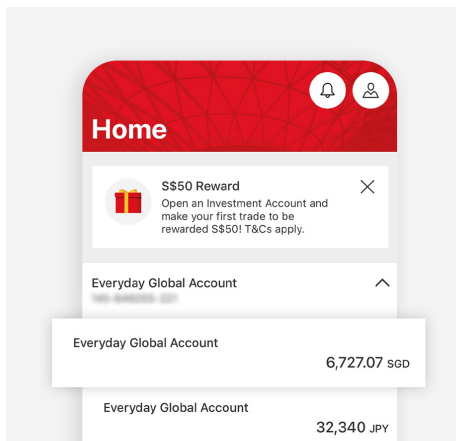 Home
S$50 Reward
Open an Investment Account and
make your first trade to be
rewarded S$50! T&Cs apply.
Everyday Global Account
Everyday Global Account
6,727.07 SGD
Everyday Global Account
32,340 JPY